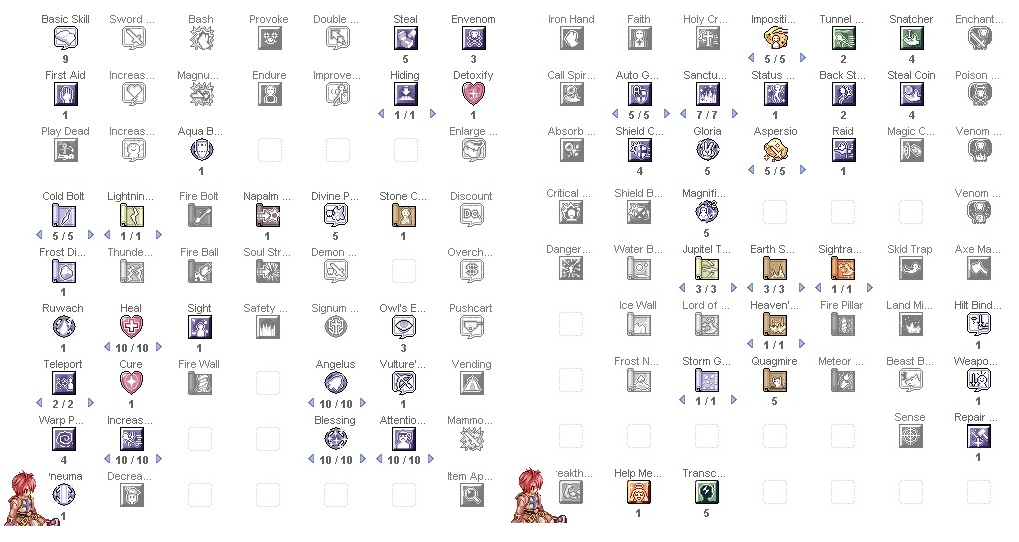 Basic Skill Sword ... Bash Provoke Double ... Steal Envenom
9 5 3
First Aid Increas... Magnu... Endure Improve... Hiding Detoxify
1 1 / 1 1
Play Dead Increas... Aqua B... Enlarge ...
1
Cold Bolt Lightnin... Fire Bolt Napalm ... Divine P... Stone C... Discount
5 / 5 1 / 1 1 5 1
Frost Di... Thunde... Fire Ball Soul Str... Demon ... Overch...
1
Ruwach Heal Sight Safety ... Signum ... Owl's E... Pushcart
1 10 / 10 1 3
Teleport Cure Fire Wall Angelus Vulture'... Vending
2 / 2 1 10 / 10 1
Warp P... Increas... Blessing Attentio... Mammo...
4 10 / 10 10 / 10 10 / 10
'neuma Decrea... Item Ap...
1
Iron Hand Faith Holy Cr... Impositi... Tunnel ... Snatcher Enchant...
5 / 5 2 4
Call Spir... Auto G... Sanctu... Status ... Back St... Steal Coin Poison ...
5 / 5 7 / 7 1 2 4
Absorb ... Shield C... Gloria Aspersio Raid Magic C... Venom ...
4 5 5 / 5 1
Critical ... Shield B... Magnifi... Venom ...
5
Danger... Water B... Jupitel T... Earth S... Sightra... Skid Trap Axe Ma...
3 / 3 3 / 3 1 / 1
Ice Wall Lord of ... Heaven'... Fire Pillar Land Mi... Hilt Bind...
1 / 1 1
Frost N... Storm G... Quagmire Meteor ... Beast B... Weapo...
1 / 1 5 1
Sense Repair ...
1
'reakth... Help Me... Transc...
1 5